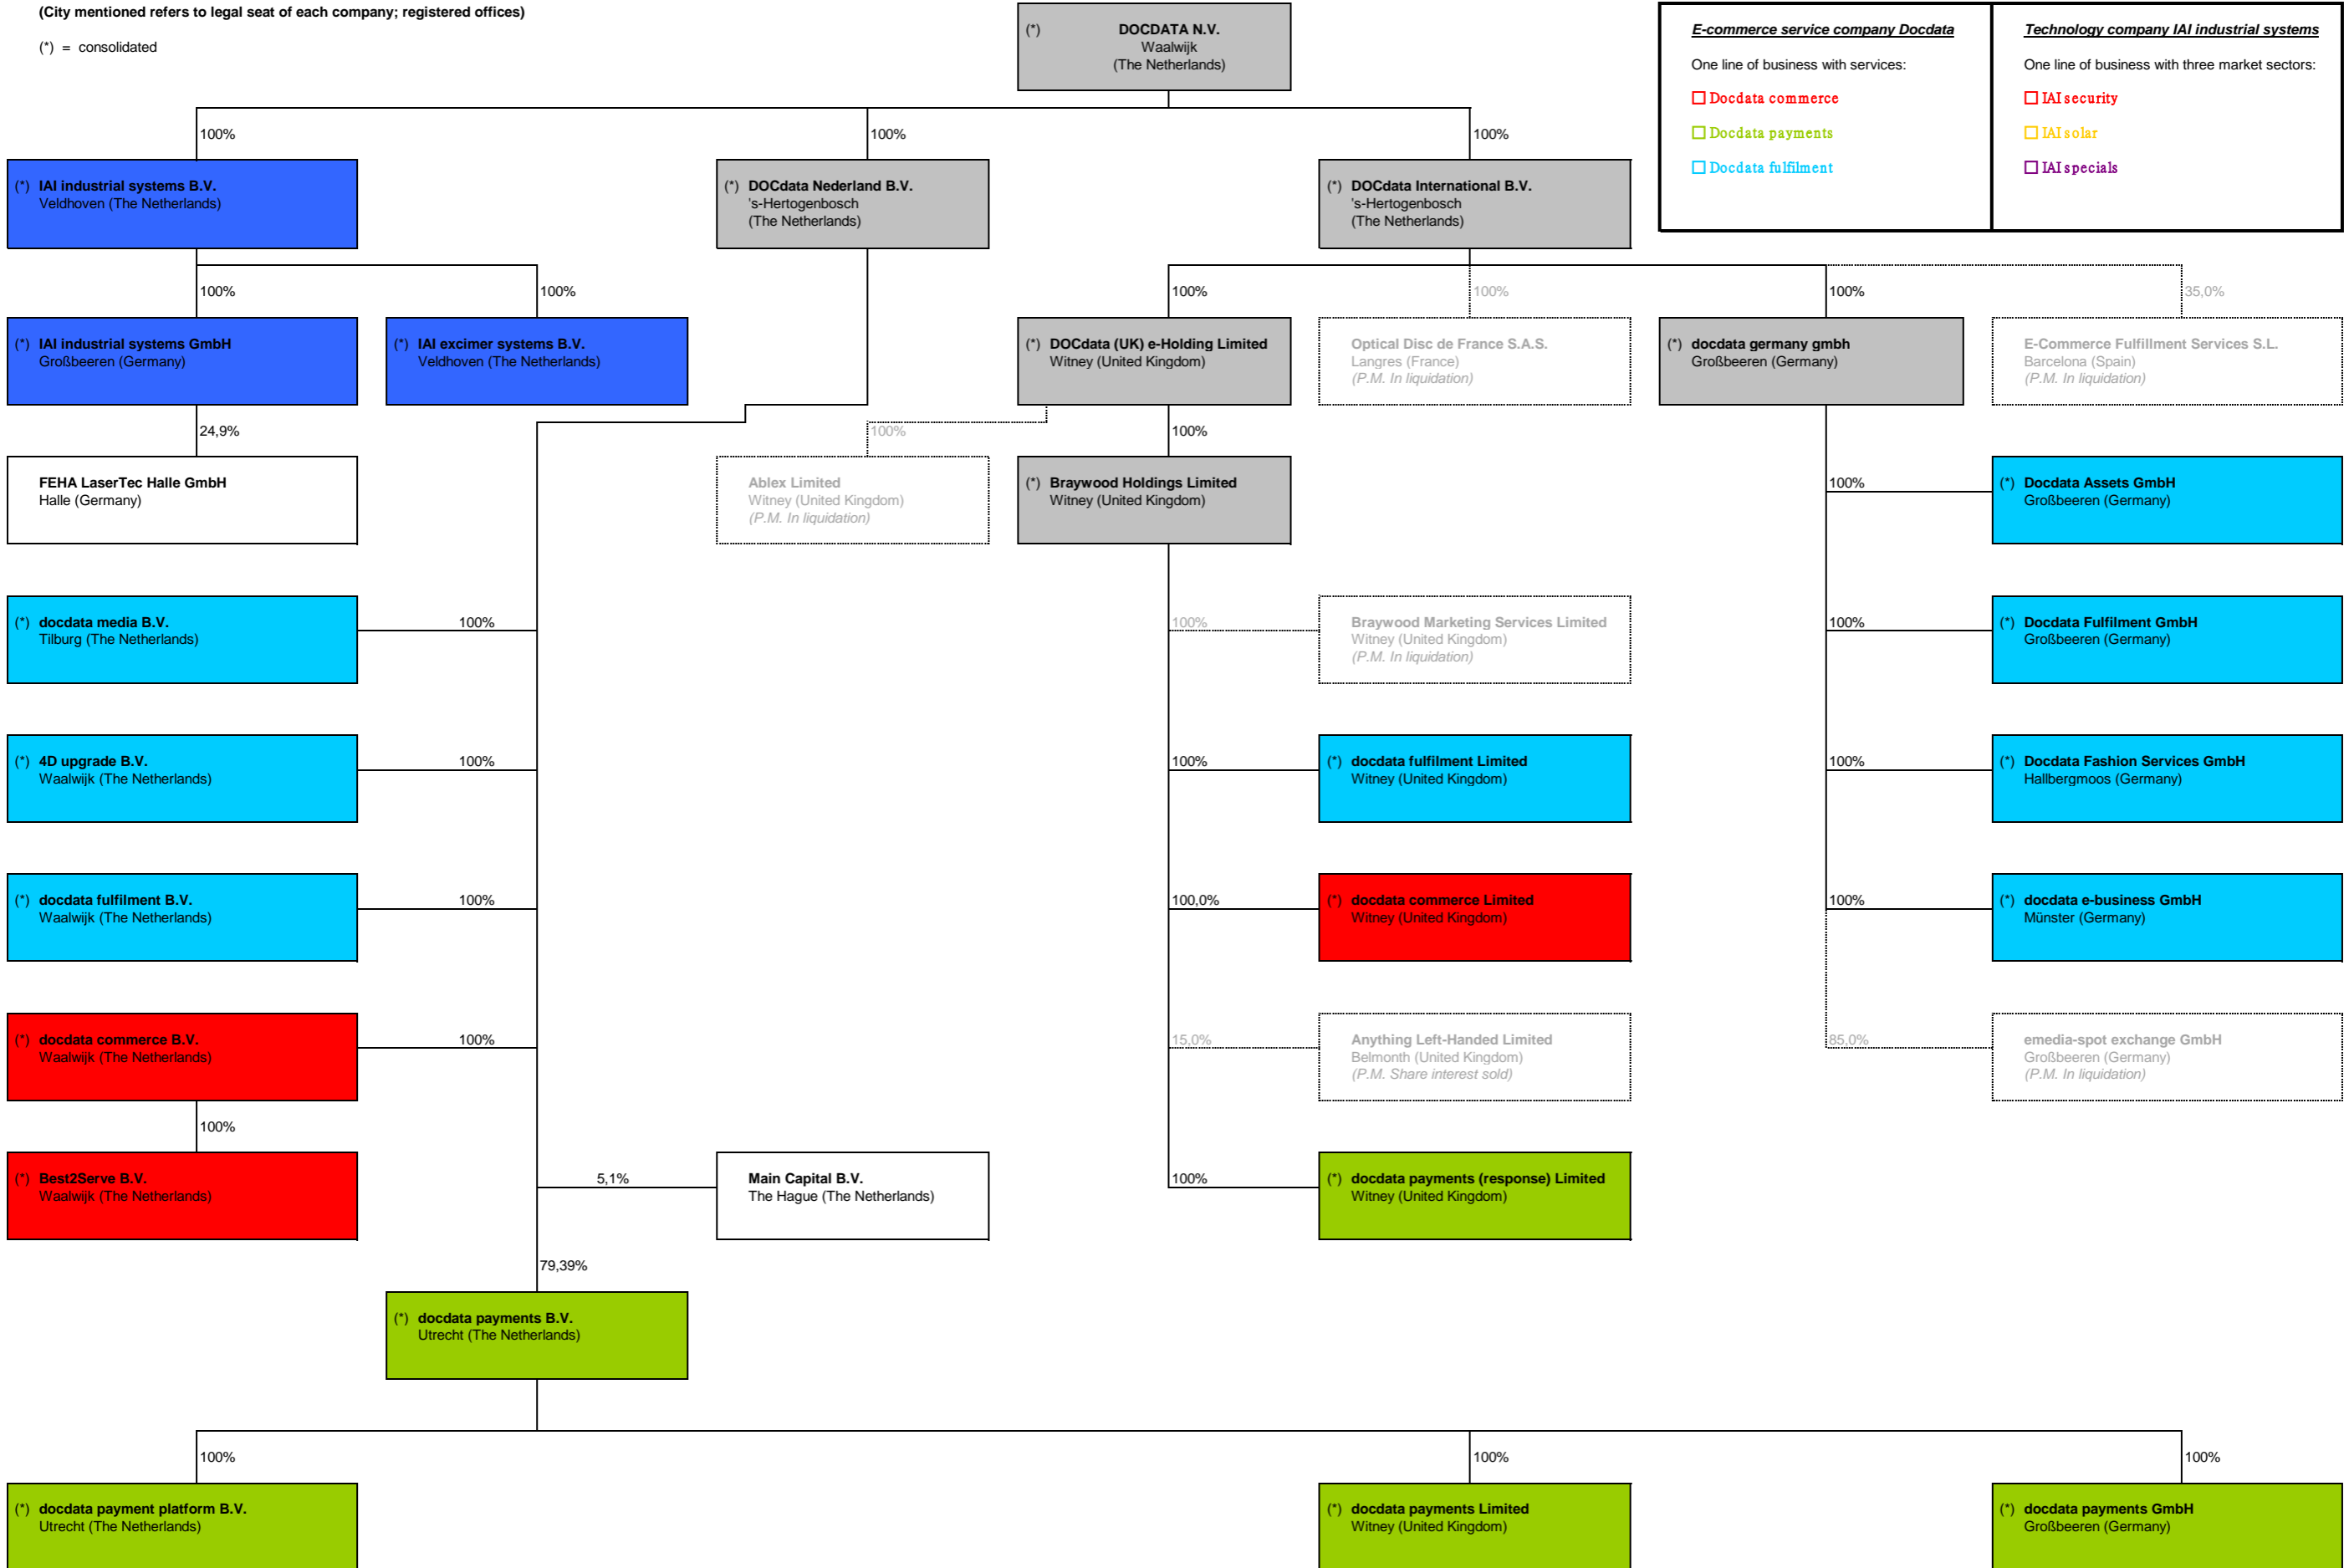 (City mentioned refers to legal seat of each company; registered offices)
(*) = consolidated
(*) DOCDATA N.V.
Waalwijk
(The Netherlands)
E-commerce service company Docdata
One line of business with services:
Docdata commerce
Docdata payments
Docdata fulfilment
Technology company IAI industrial systems
One line of business with three market sectors:
IAI security
IAI solar
IAI specials
100%
100%
100%
(*) IAI industrial systems B.V.
Veldhoven (The Netherlands)
(*) DOCdata Nederland B.V.
's-Hertogenbosch
(The Netherlands)
(*) DOCdata International B.V.
's-Hertogenbosch
(The Netherlands)
100%
100%
100%
100%
100%
35,0%
(*) IAI industrial systems GmbH
Großbeeren (Germany)
(*) IAI excimer systems B.V.
Veldhoven (The Netherlands)
(*) DOCdata (UK) e-Holding Limited
Witney (United Kingdom)
Optical Disc de France S.A.S.
Langres (France)
(P.M. In liquidation)
(*) docdata germany gmbh
Großbeeren (Germany)
E-Commerce Fulfillment Services S.L.
Barcelona (Spain)
(P.M. In liquidation)
24,9%
100%
100%
FEHA LaserTec Halle GmbH
Halle (Germany)
Ablex Limited
Witney (United Kingdom)
(P.M. In liquidation)
(*) Braywood Holdings Limited
Witney (United Kingdom)
100%
(*) Docdata Assets GmbH
Großbeeren (Germany)
(*) docdata media B.V.
Tilburg (The Netherlands)
100%
100%
Braywood Marketing Services Limited
Witney (United Kingdom)
(P.M. In liquidation)
100%
(*) Docdata Fulfilment GmbH
Großbeeren (Germany)
(*) 4D upgrade B.V.
Waalwijk (The Netherlands)
100%
100%
(*) docdata fulfilment Limited
Witney (United Kingdom)
100%
(*) Docdata Fashion Services GmbH
Hallbergmoos (Germany)
(*) docdata fulfilment B.V.
Waalwijk (The Netherlands)
100%
100,0%
(*) docdata commerce Limited
Witney (United Kingdom)
100%
(*) docdata e-business GmbH
Münster (Germany)
(*) docdata commerce B.V.
Waalwijk (The Netherlands)
100%
15,0%
Anything Left-Handed Limited
Belmonth (United Kingdom)
(P.M. Share interest sold)
85,0%
emedia-spot exchange GmbH
Großbeeren (Germany)
(P.M. In liquidation)
100%
(*) Best2Serve B.V.
Waalwijk (The Netherlands)
5,1%
Main Capital B.V.
The Hague (The Netherlands)
100%
(*) docdata payments (response) Limited
Witney (United Kingdom)
79,39%
(*) docdata payments B.V.
Utrecht (The Netherlands)
100%
100%
100%
(*) docdata payment platform B.V.
Utrecht (The Netherlands)
(*) docdata payments Limited
Witney (United Kingdom)
(*) docdata payments GmbH
Großbeeren (Germany)